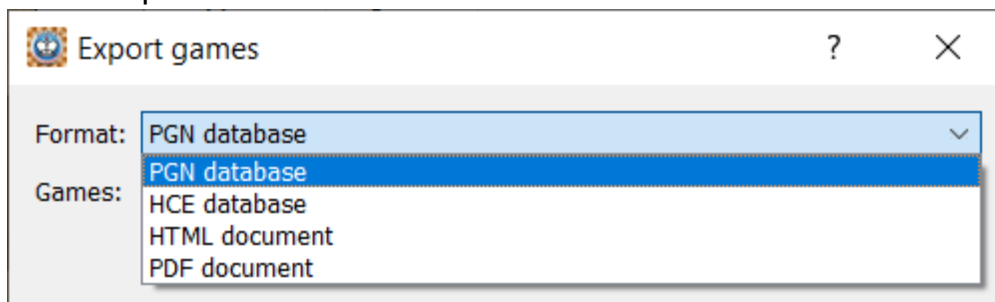 Export games ?
Format: PGN database
PGN database
Games:
HCE database
HTML document
PDF document